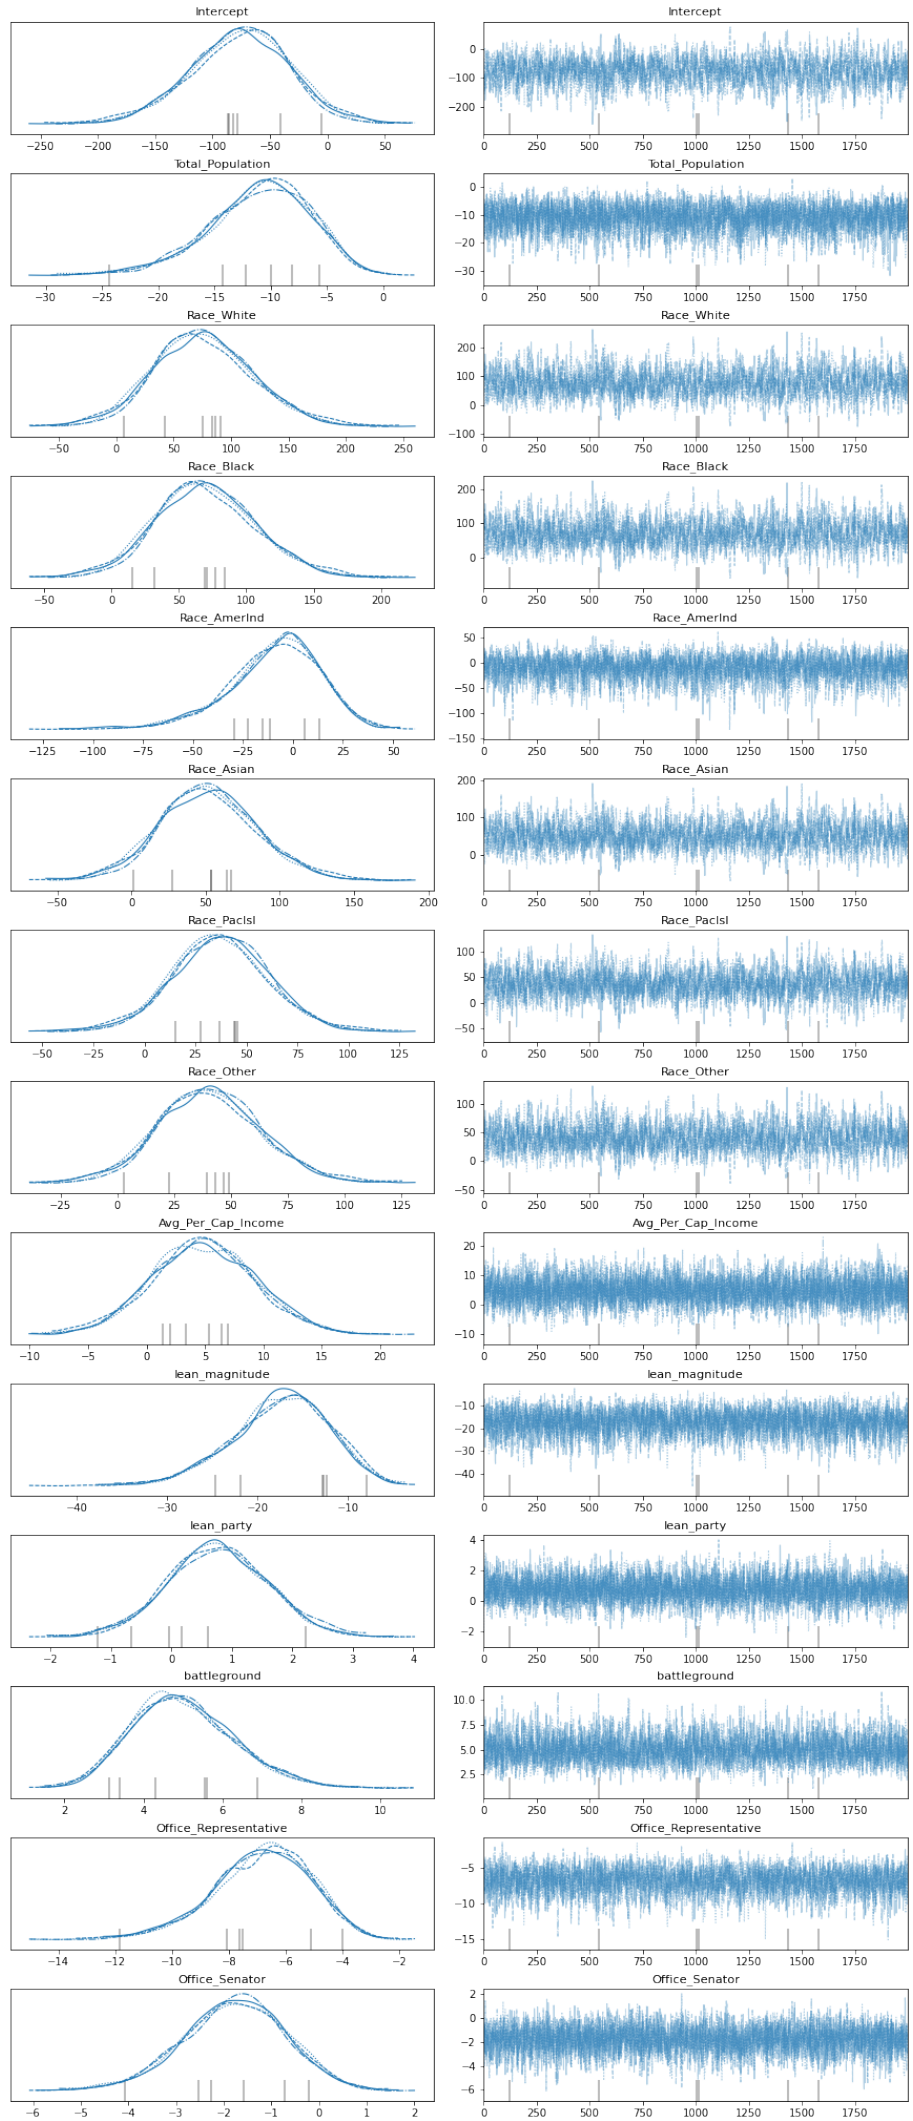 Intercept Intercept
0
−100
−200
−250 −200 −150 −100 −50 0 50 0 250 500 750 1000 1250 1500 1750
Total_Population Total_Population
0
−10
−20
−30
−30 −25 −20 −15 −10 −5 0 0 250 500 750 1000 1250 1500 1750
Race_White Race_White
200
100
0
−100
−50 0 50 100 150 200 250 0 250 500 750 1000 1250 1500 1750
Race_Black Race_Black
200
100
0
−50 0 50 100 150 200 0 250 500 750 1000 1250 1500 1750
Race_AmerInd Race_AmerInd
50
0
−50
−100
−150
−125 −100 −75 −50 −25 0 25 50 0 250 500 750 1000 1250 1500 1750
Race_Asian Race_Asian
200
100
0
−50 0 50 100 150 200 0 250 500 750 1000 1250 1500 1750
Race_PacIsl Race_PacIsl
100
50
0
−50
−50 −25 0 25 50 75 100 125 0 250 500 750 1000 1250 1500 1750
Race_Other Race_Other
100
50
0
−50
−25 0 25 50 75 100 125 0 250 500 750 1000 1250 1500 1750
Avg_Per_Cap_Income Avg_Per_Cap_Income
20
10
0
−10
−10 −5 0 5 10 15 20 0 250 500 750 1000 1250 1500 1750
lean_magnitude lean_magnitude
−10
−20
−30
−40
−40 −30 −20 −10 0 250 500 750 1000 1250 1500 1750
lean_party lean_party
4
2
0
−2
−2 −1 0 1 2 3 4 0 250 500 750 1000 1250 1500 1750
battleground battleground
10.0
7.5
5.0
2.5
2 4 6 8 10 0 250 500 750 1000 1250 1500 1750
Office_Representative Office_Representative
−5
−10
−15
−14 −12 −10 −8 −6 −4 −2 0 250 500 750 1000 1250 1500 1750
Office_Senator Office_Senator
2
0
−2
−4
−6
−6 −5 −4 −3 −2 −1 0 1 2 0 250 500 750 1000 1250 1500 1750